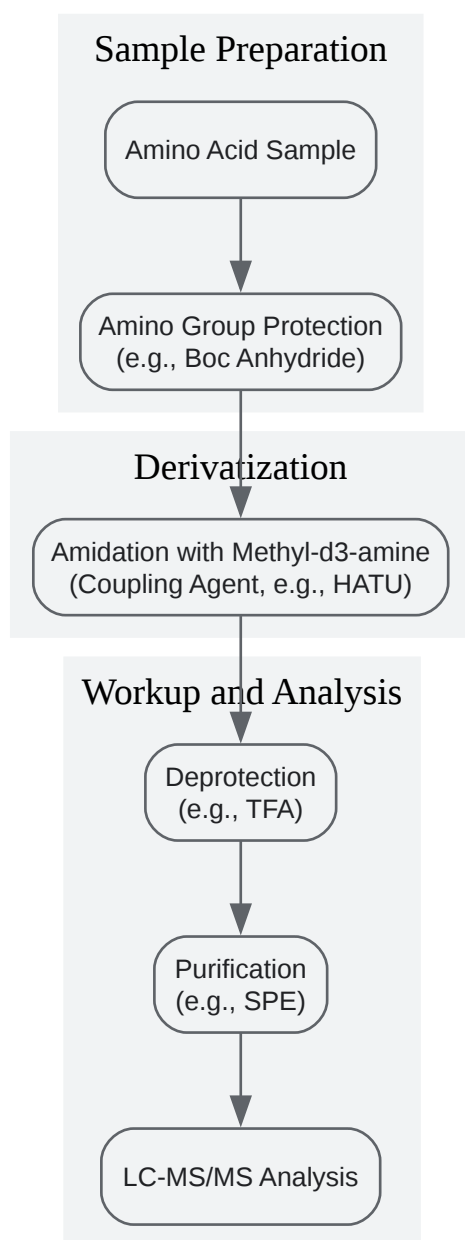 Sample Preparation
Amino Acid Sample
Amino Group Protection
(e.g., Boc Anhydride)
Derivatization
Amidation with Methyl-d3-amine
(Coupling Agent, e.g., HATU)
Workup and Analysis
Deprotection
(e.g., TFA)
Purification
(e.g., SPE)
LC-MS/MS Analysis